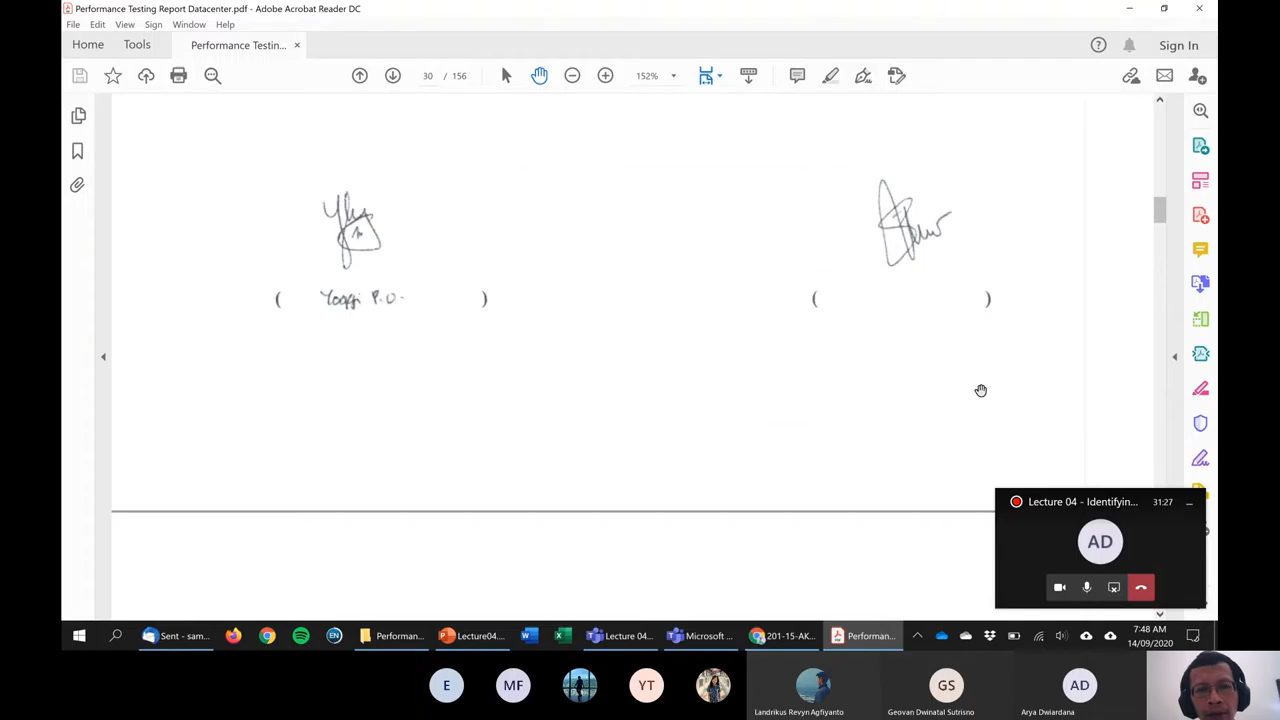 Performance Testing Report Datacenter.pdf - Adobe Acrobat Reader DC
File Edit View Sign Window Help
Home Tools Performance Testin... × Sign In
30 / 156 152%
( Yoggi P.U. ) ( )
Lecture 04 - Identifyin... 31:27
AD
Sent - sam... EN Performan... Lecture04.... Lecture 04... Microsoft ... 201-15-AK... Performan... 7:48 AM
14/09/2020
E MF YT GS AD
Landrikus Revyn Agfiyanto Geovan Dwinatal Sutrisno Arya Dwiardana